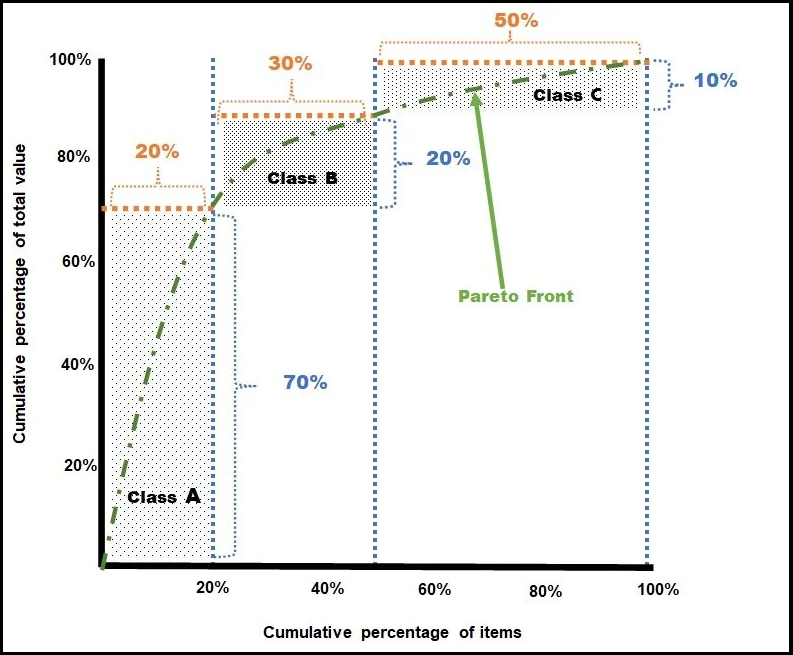 50%
100%
30%
10%
Class C
80%
20%
20%
Class B
60%
Pareto Front
40%
70%
20%
Class A
20%
40%
60%
80%
100%
Cumulative percentage of total value
Cumulative percentage of items